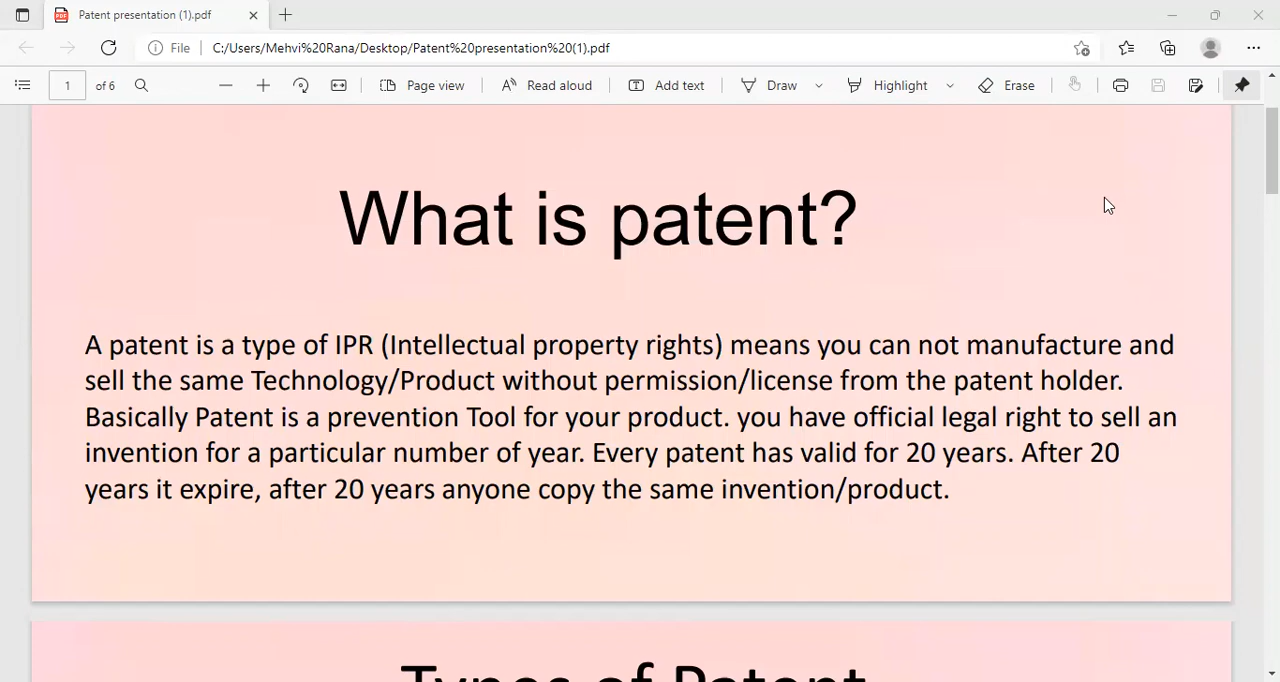 Patent presentation (1).pdf
File
C:/Users/Mehvi%20Rana/Desktop/Patent%20presentation%20(1).pdf
1 of 6
Page view
Read aloud
Add text
Draw
Highlight
Erase
What is patent?
A patent is a type of IPR (Intellectual property rights) means you can not manufacture and
sell the same Technology/Product without permission/license from the patent holder.
Basically Patent is a prevention Tool for your product. you have official legal right to sell an
invention for a particular number of year. Every patent has valid for 20 years. After 20
years it expire, after 20 years anyone copy the same invention/product.
Types of Patent